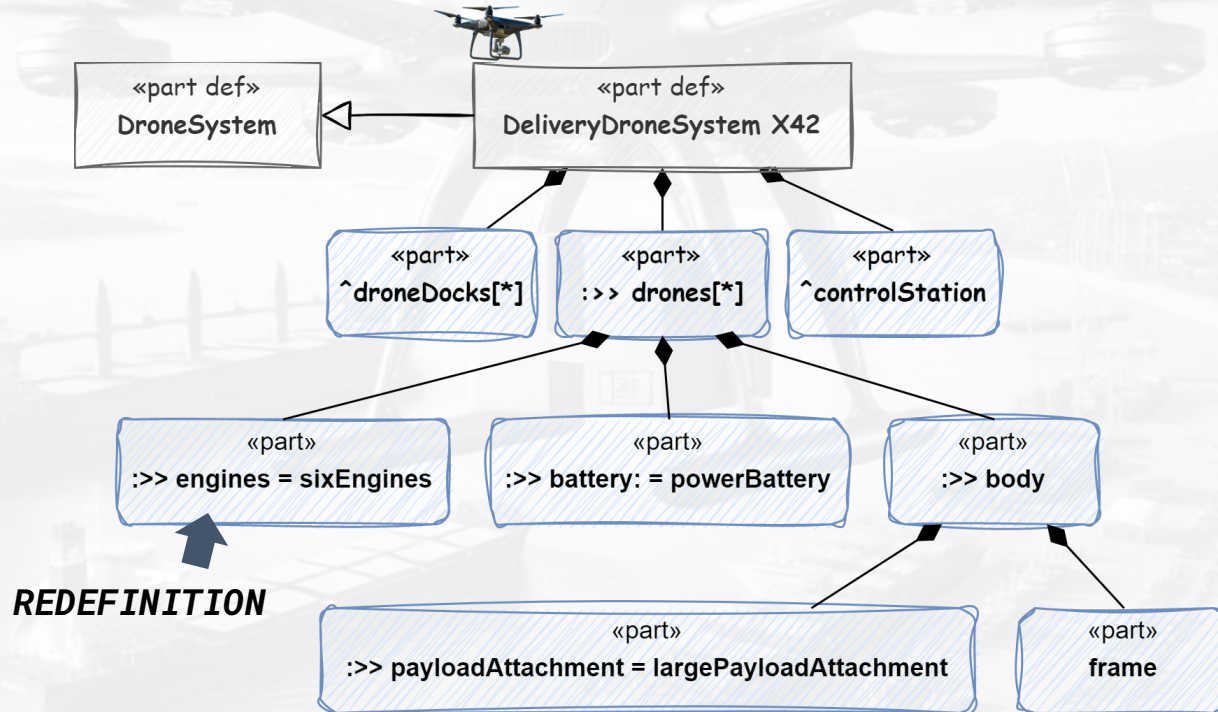 «part def»
DroneSystem
«part def»
DeliveryDroneSystem X42
«part»
^droneDocks[*]
«part»
:>> drones[*]
«part»
^controlStation
«part»
:>> engines = sixEngines
«part»
:>> battery: = powerBattery
«part»
:>> body
REDEFINITION
«part»
:>> payloadAttachment = largePayloadAttachment
«part»
frame